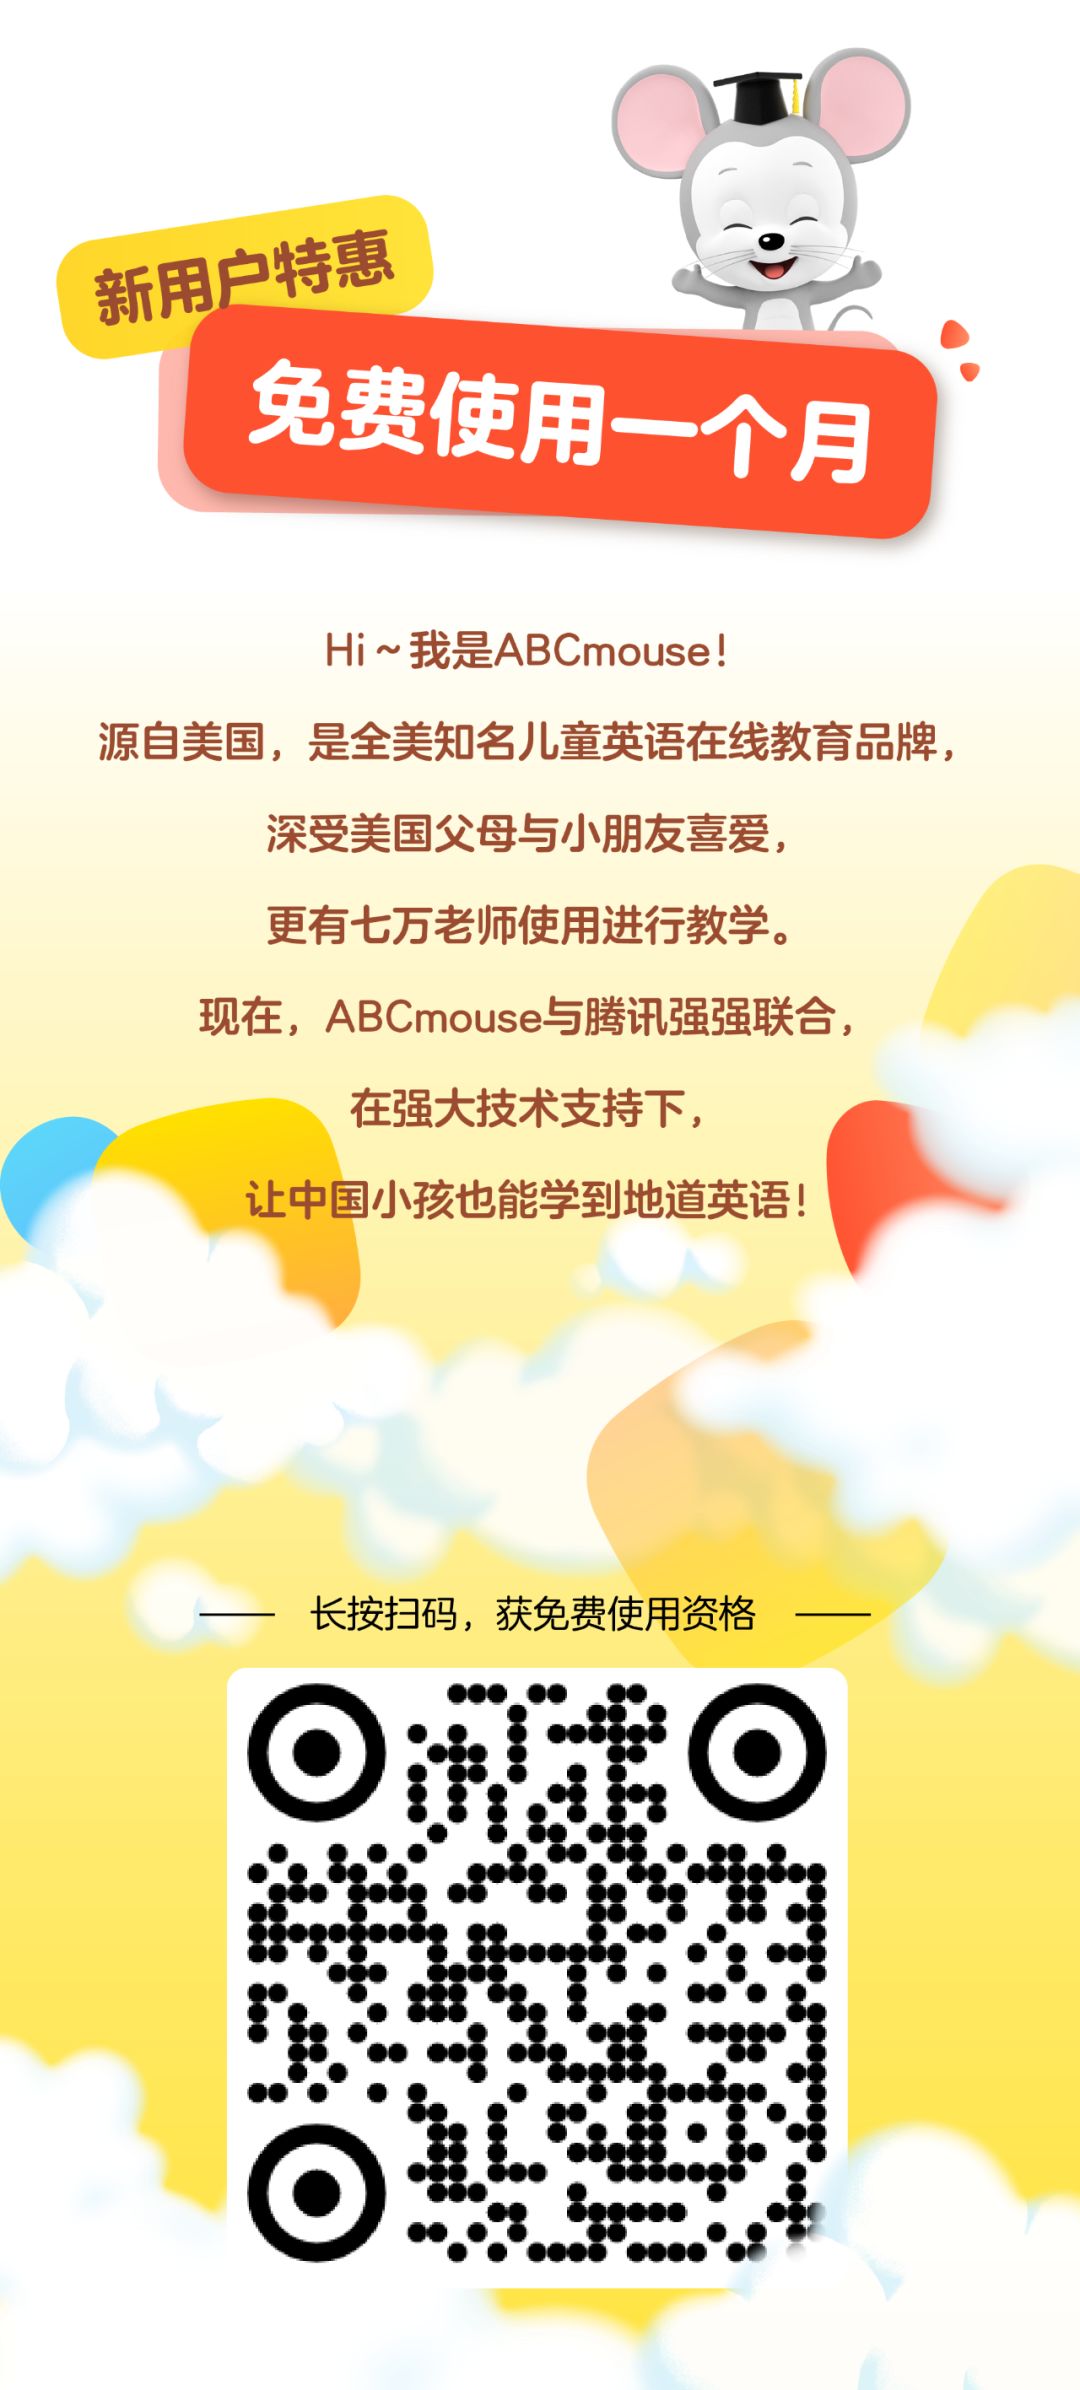 新用户特惠
免费使用一个月
Hi～我是ABCmouse！
源自美国，是全美知名儿童英语在线教育品牌，
深受美国父母与小朋友喜爱，
更有七万老师使用进行教学。
现在，ABCmouse与腾讯强强联合，
在强大技术支持下，
让中国小孩也能学到地道英语！
长按扫码，获免费使用资格